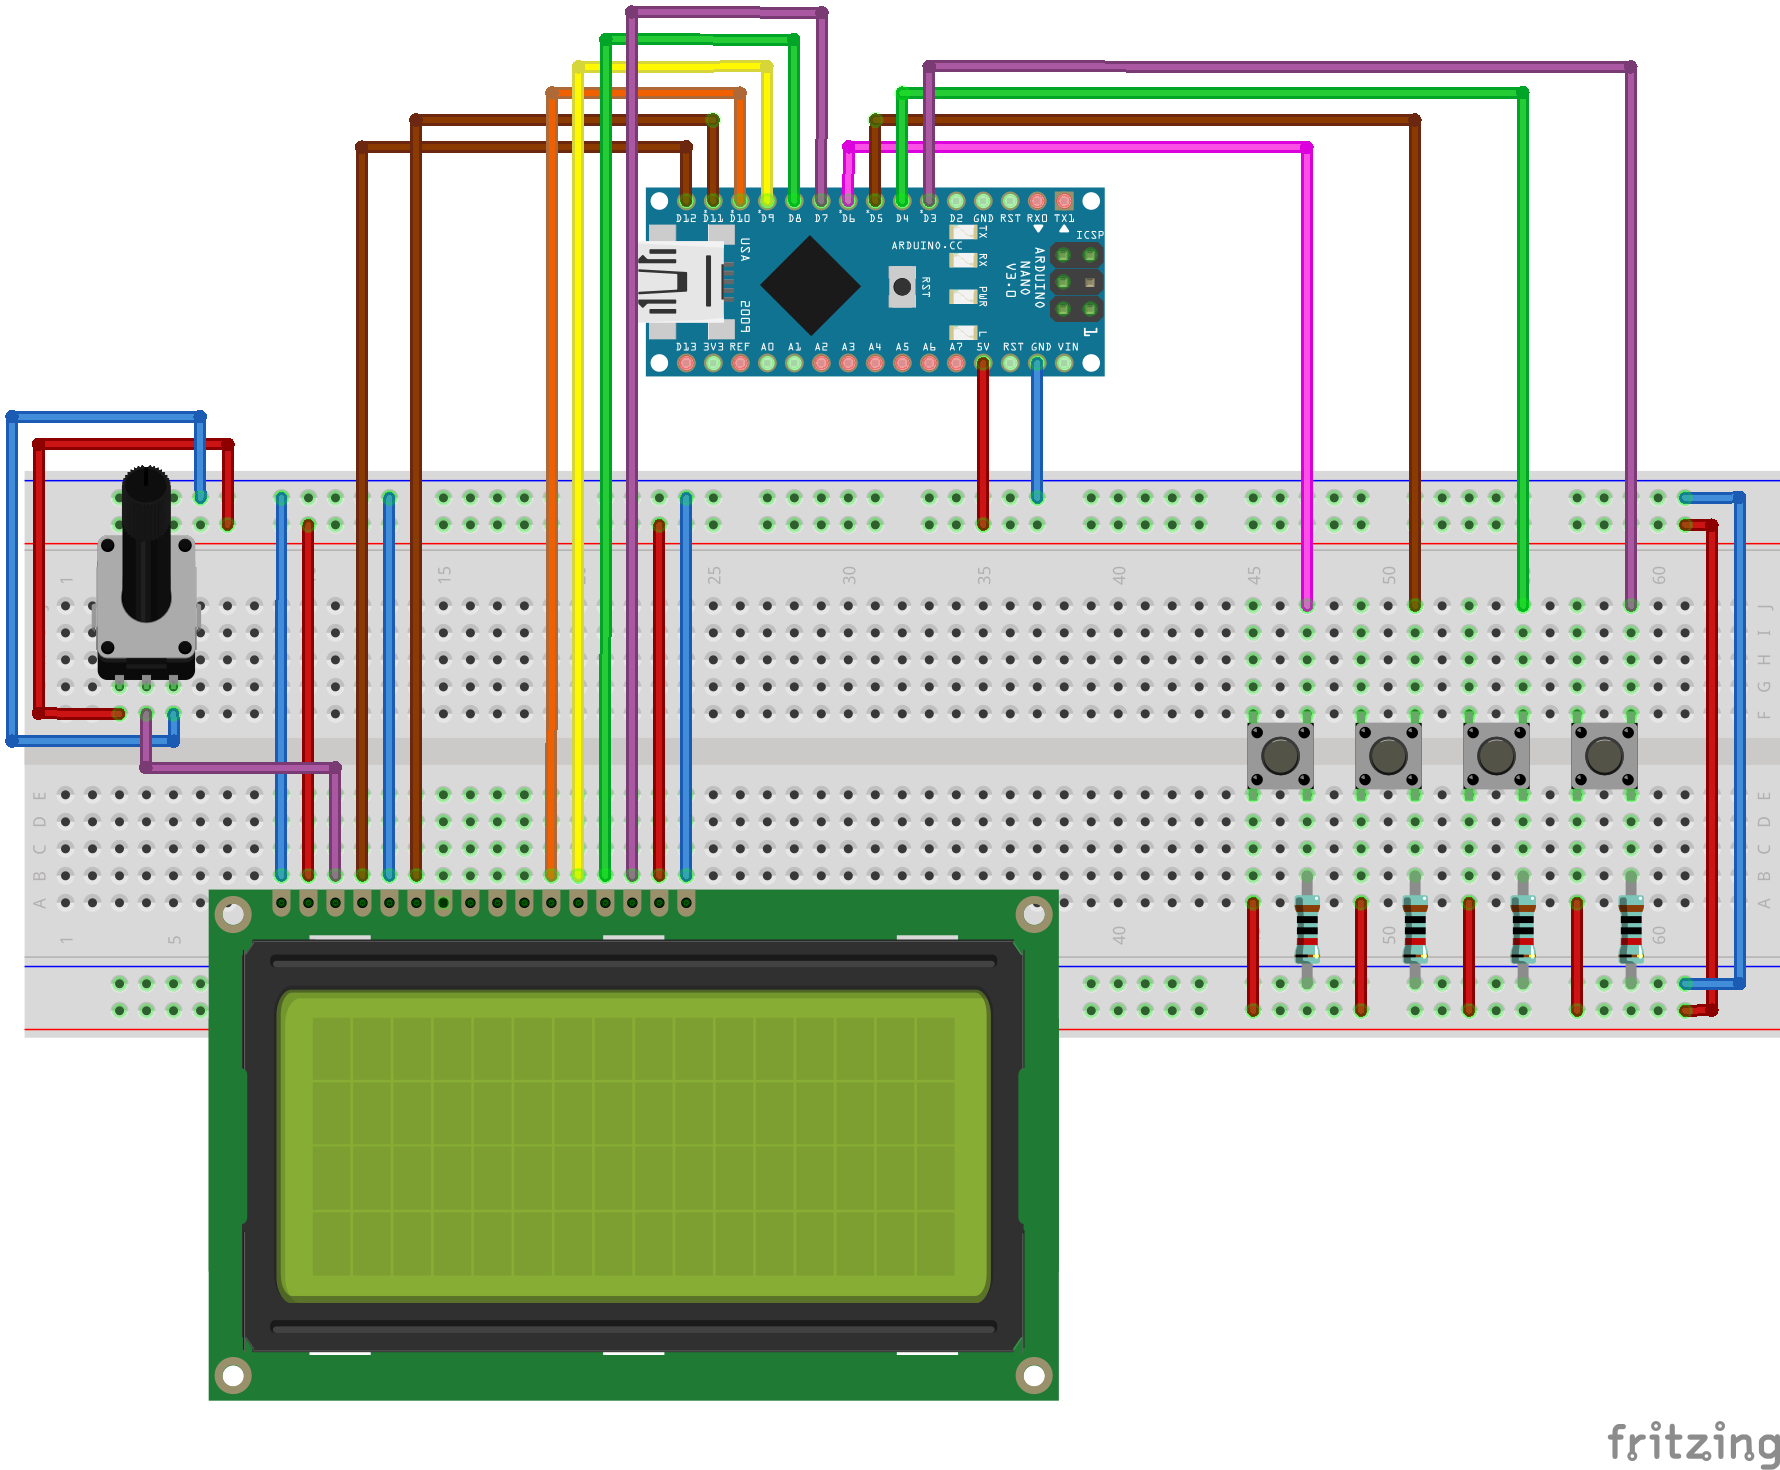 D12 D11 D10 D9 D8 D7 D6 D5 D4 D3 D2 GND RST RX0 TX1
ICSP
ARDUINO.CC
TX
RX
PWR
L
RST
USA
2009
ARDUINO
NANO
V3.0
1
D13 3V3 REF A0 A1 A2 A3 A4 A5 A6 A7 5V RST GND VIN
1 15 25 30 35 40 45 50 60
J
I
H
G
F
E
D
C
B
A
E
D
C
B
A
1 5 40 50 60
fritzing